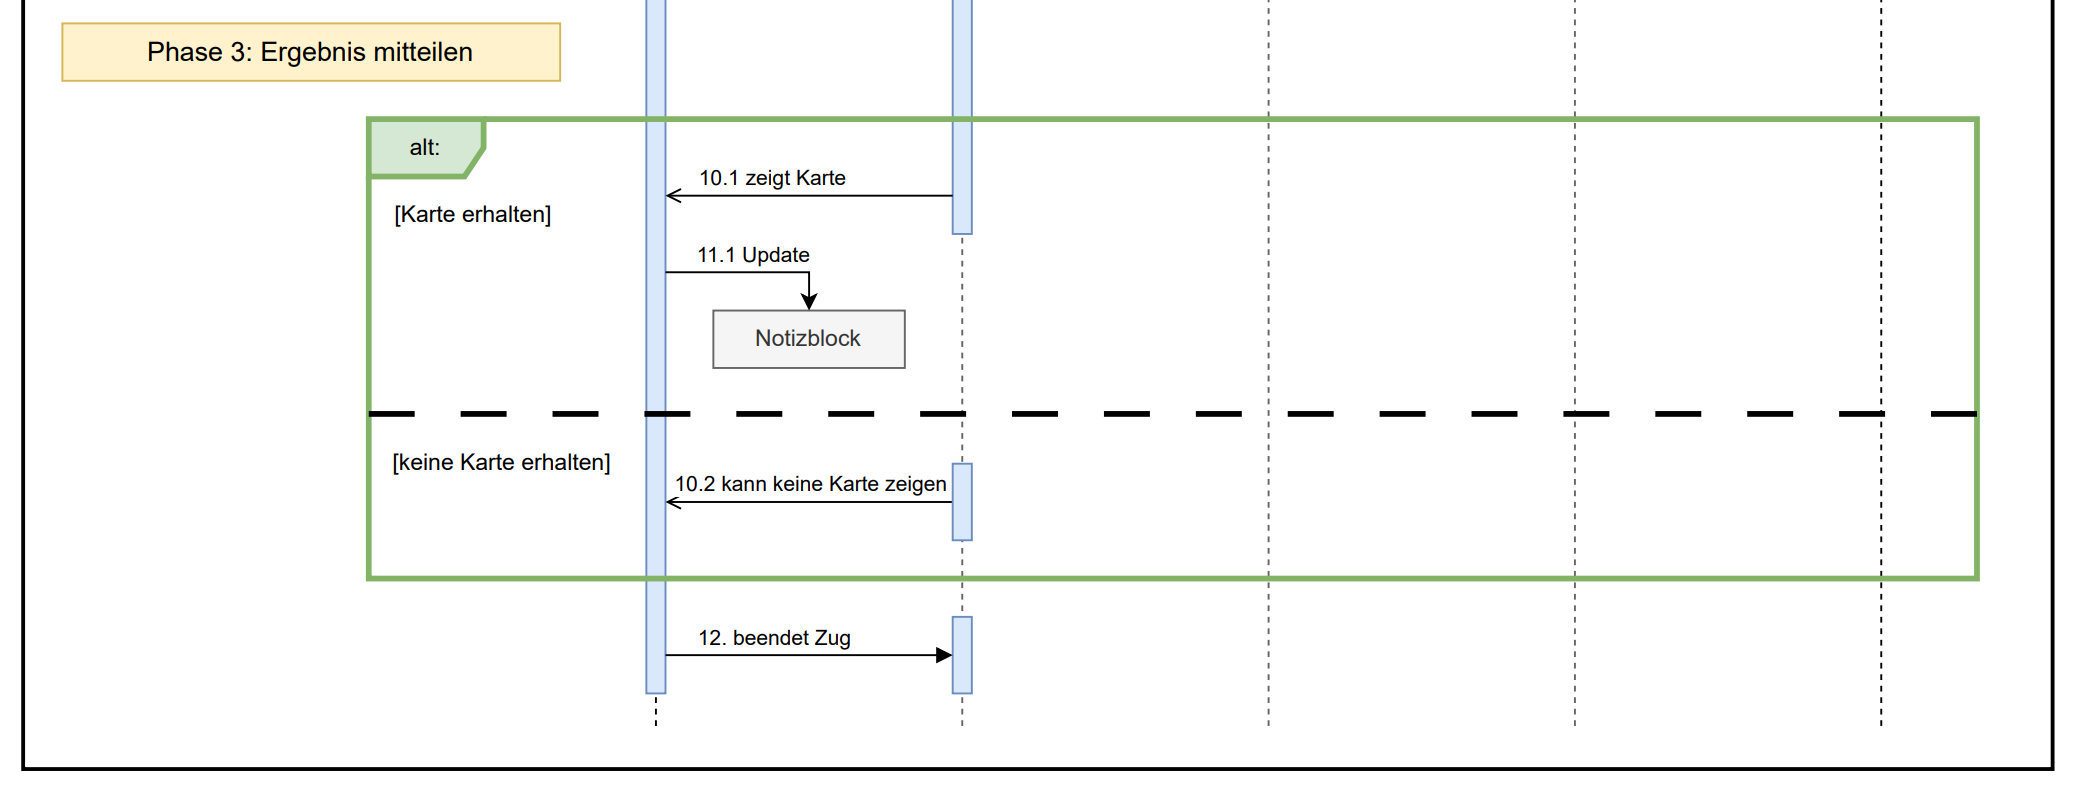 Phase 3: Ergebnis mitteilen
alt:
10.1 zeigt Karte
[Karte erhalten]
11.1 Update
Notizblock
[keine Karte erhalten]
10.2 kann keine Karte zeigen
12. beendet Zug